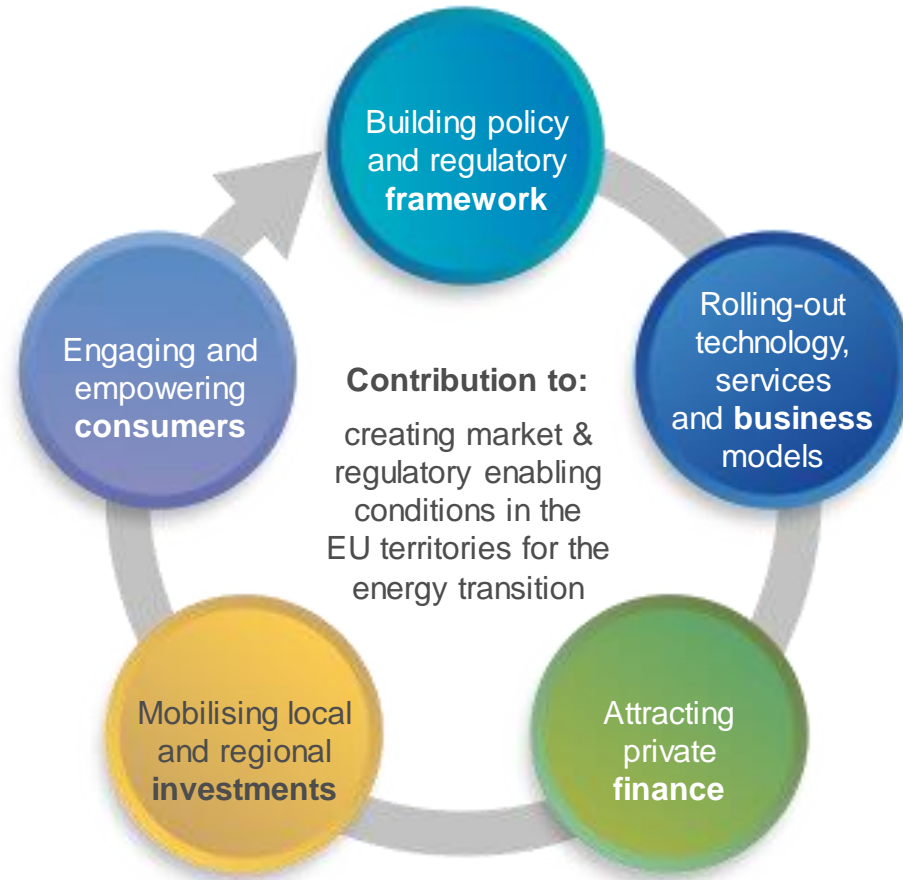 Building policy
and regulatory
framework
Rolling-out
technology,
services
and business
models
Attracting
private
finance
Mobilising local
and regional
investments
Engaging and
empowering
consumers
Contribution to:
creating market &
regulatory enabling
conditions in the
EU territories for the
energy transition